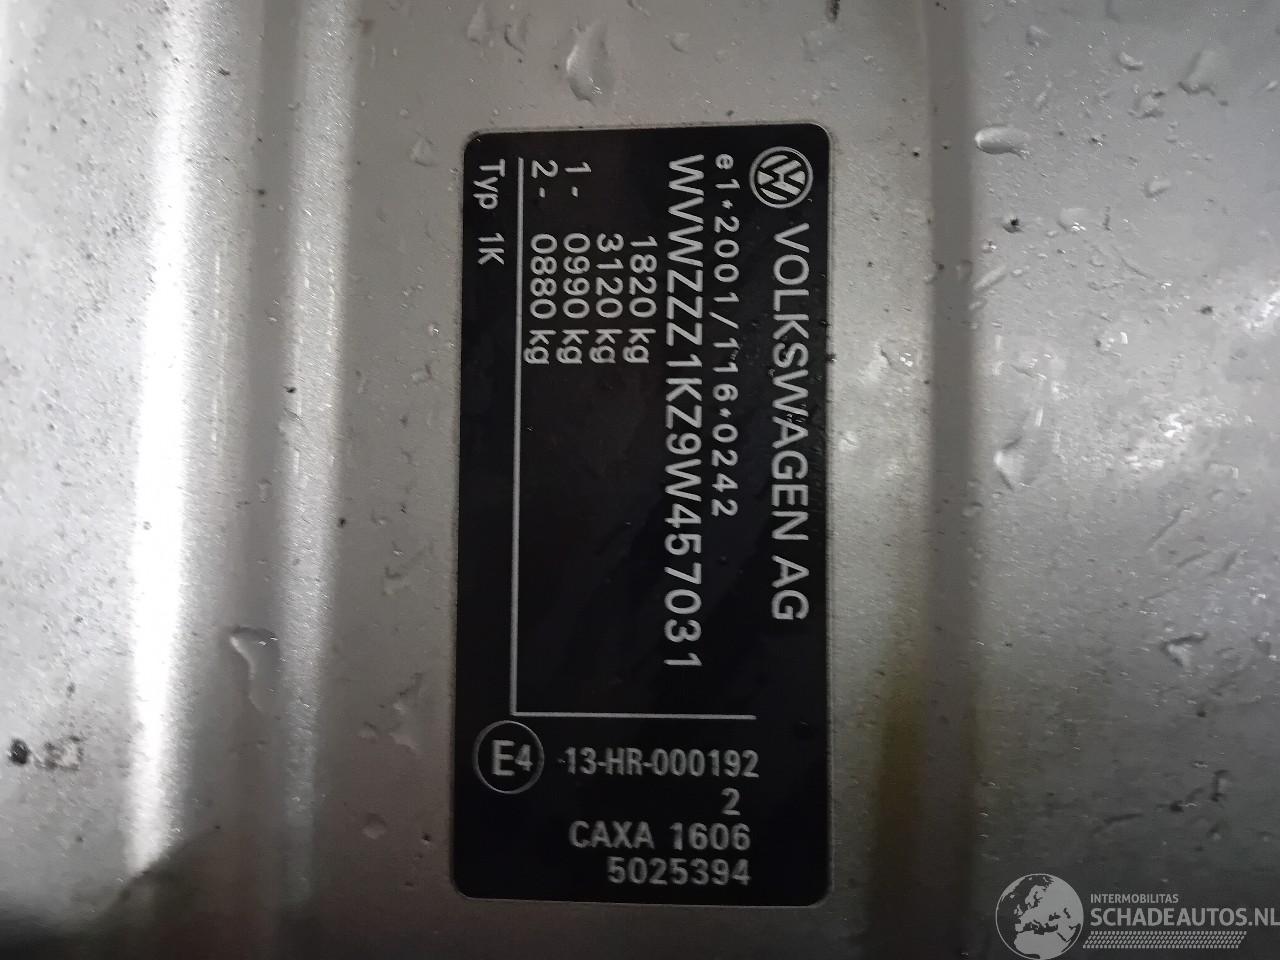 VOLKSWAGEN AG
e1*2001/116*0242
WVWZZZ1KZ9W457031
1820 kg
3120 kg
1- 0990 kg
2- 0880 kg
Typ 1K
E4 13-HR-000192
2
CAXA 1606
5025394
INTERMOBILITAS
SCHADEAUTOS.NL